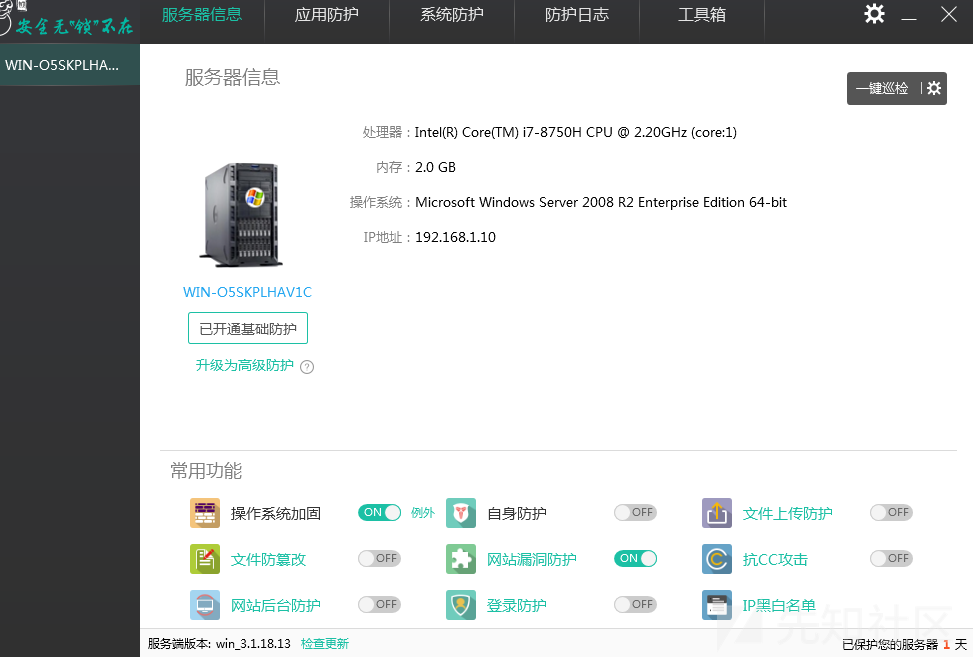 安全无"锁"不在
服务器信息 应用防护 系统防护 防护日志 工具箱
WIN-O5SKPLHA...
服务器信息
一键巡检
处理器：Intel(R) Core(TM) i7-8750H CPU @ 2.20GHz (core:1)
内存：2.0 GB
操作系统：Microsoft Windows Server 2008 R2 Enterprise Edition 64-bit
IP地址：192.168.1.10
WIN-O5SKPLHAV1C
已开通基础防护
升级为高级防护 ?
常用功能
操作系统加固 ON 例外 自身防护 OFF 文件上传防护 OFF
文件防篡改 OFF 网站漏洞防护 ON 抗CC攻击 OFF
网站后台防护 OFF 登录防护 OFF IP黑白名单
先知社区
服务端版本: win_3.1.18.13 检查更新 已保护您的服务器 1 天